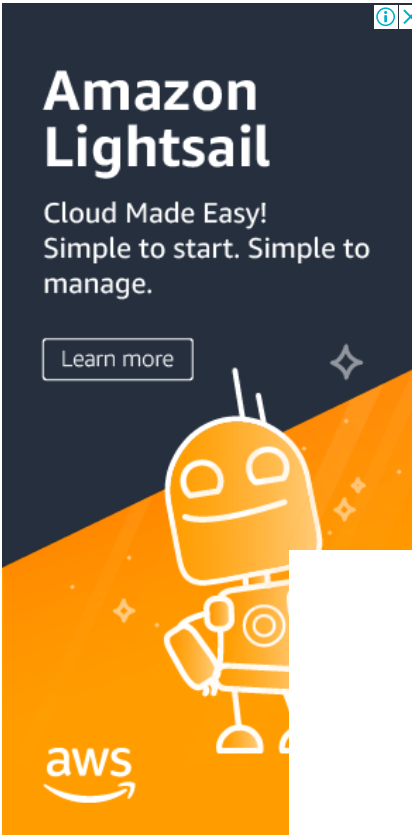 Amazon
Lightsail
Cloud Made Easy!
Simple to start. Simple to
manage.
Learn more
aws